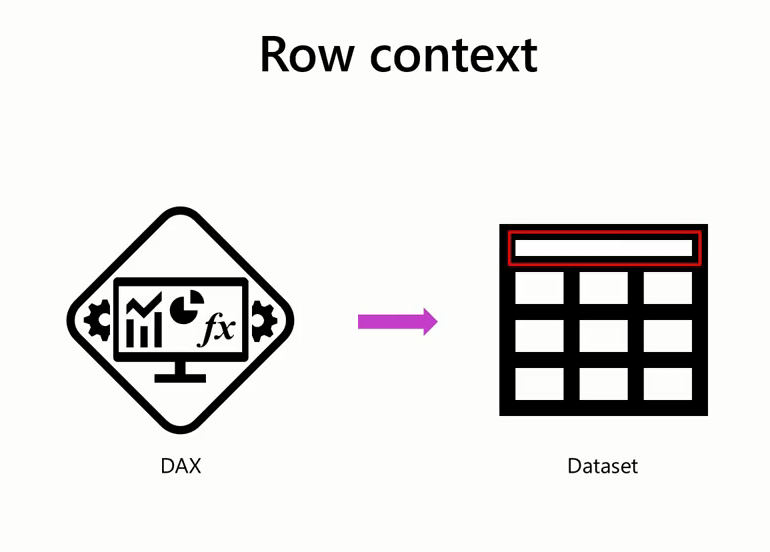 Row context
fx
DAX
Dataset